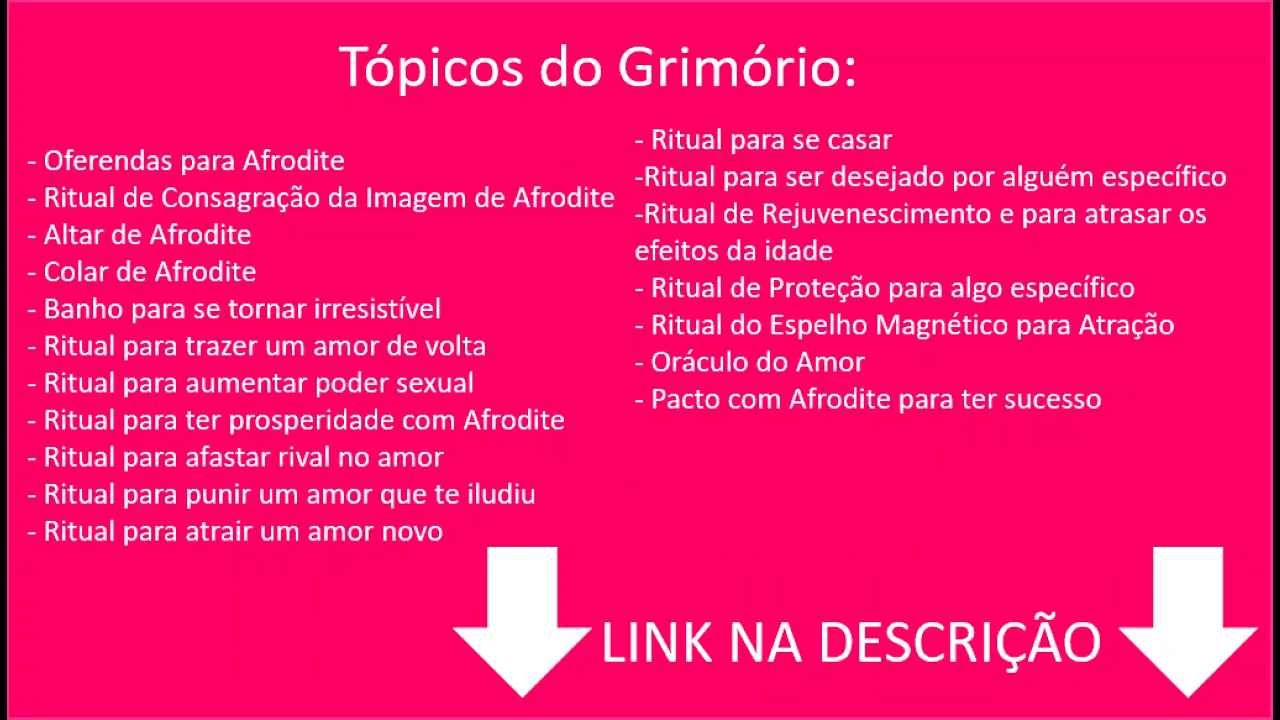 Tópicos do Grimório:
- Oferendas para Afrodite
- Ritual de Consagração da Imagem de Afrodite
- Altar de Afrodite
- Colar de Afrodite
- Banho para se tornar irresistível
- Ritual para trazer um amor de volta
- Ritual para aumentar poder sexual
- Ritual para ter prosperidade com Afrodite
- Ritual para afastar rival no amor
- Ritual para punir um amor que te iludiu
- Ritual para atrair um amor novo
- Ritual para se casar
-Ritual para ser desejado por alguém específico
-Ritual de Rejuvenescimento e para atrasar os
efeitos da idade
- Ritual de Proteção para algo específico
- Ritual do Espelho Magnético para Atração
- Oráculo do Amor
- Pacto com Afrodite para ter sucesso
LINK NA DESCRIÇÃO